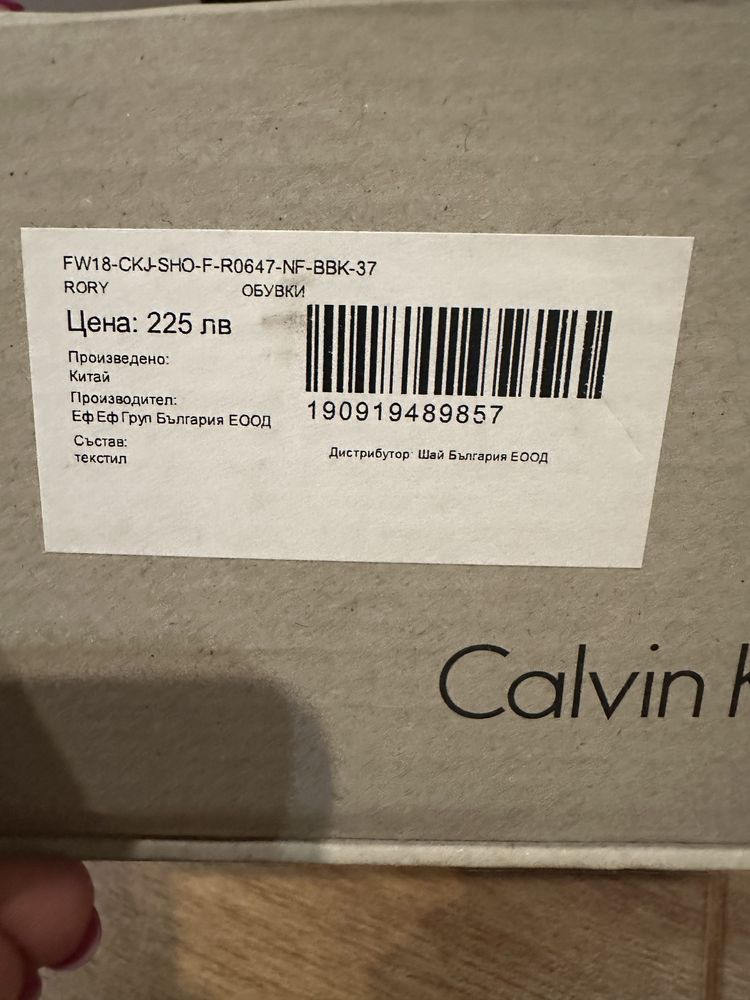 FW18-CKJ-SHO-F-R0647-NF-BBK-37
RORY ОБУВКИ
Цена: 225 лв
Произведено:
Китай
Производител:
Еф Еф Груп България ЕООД
Състав:
текстил
190919489857
Дистрибутор: Шай България ЕООД
Calvin K